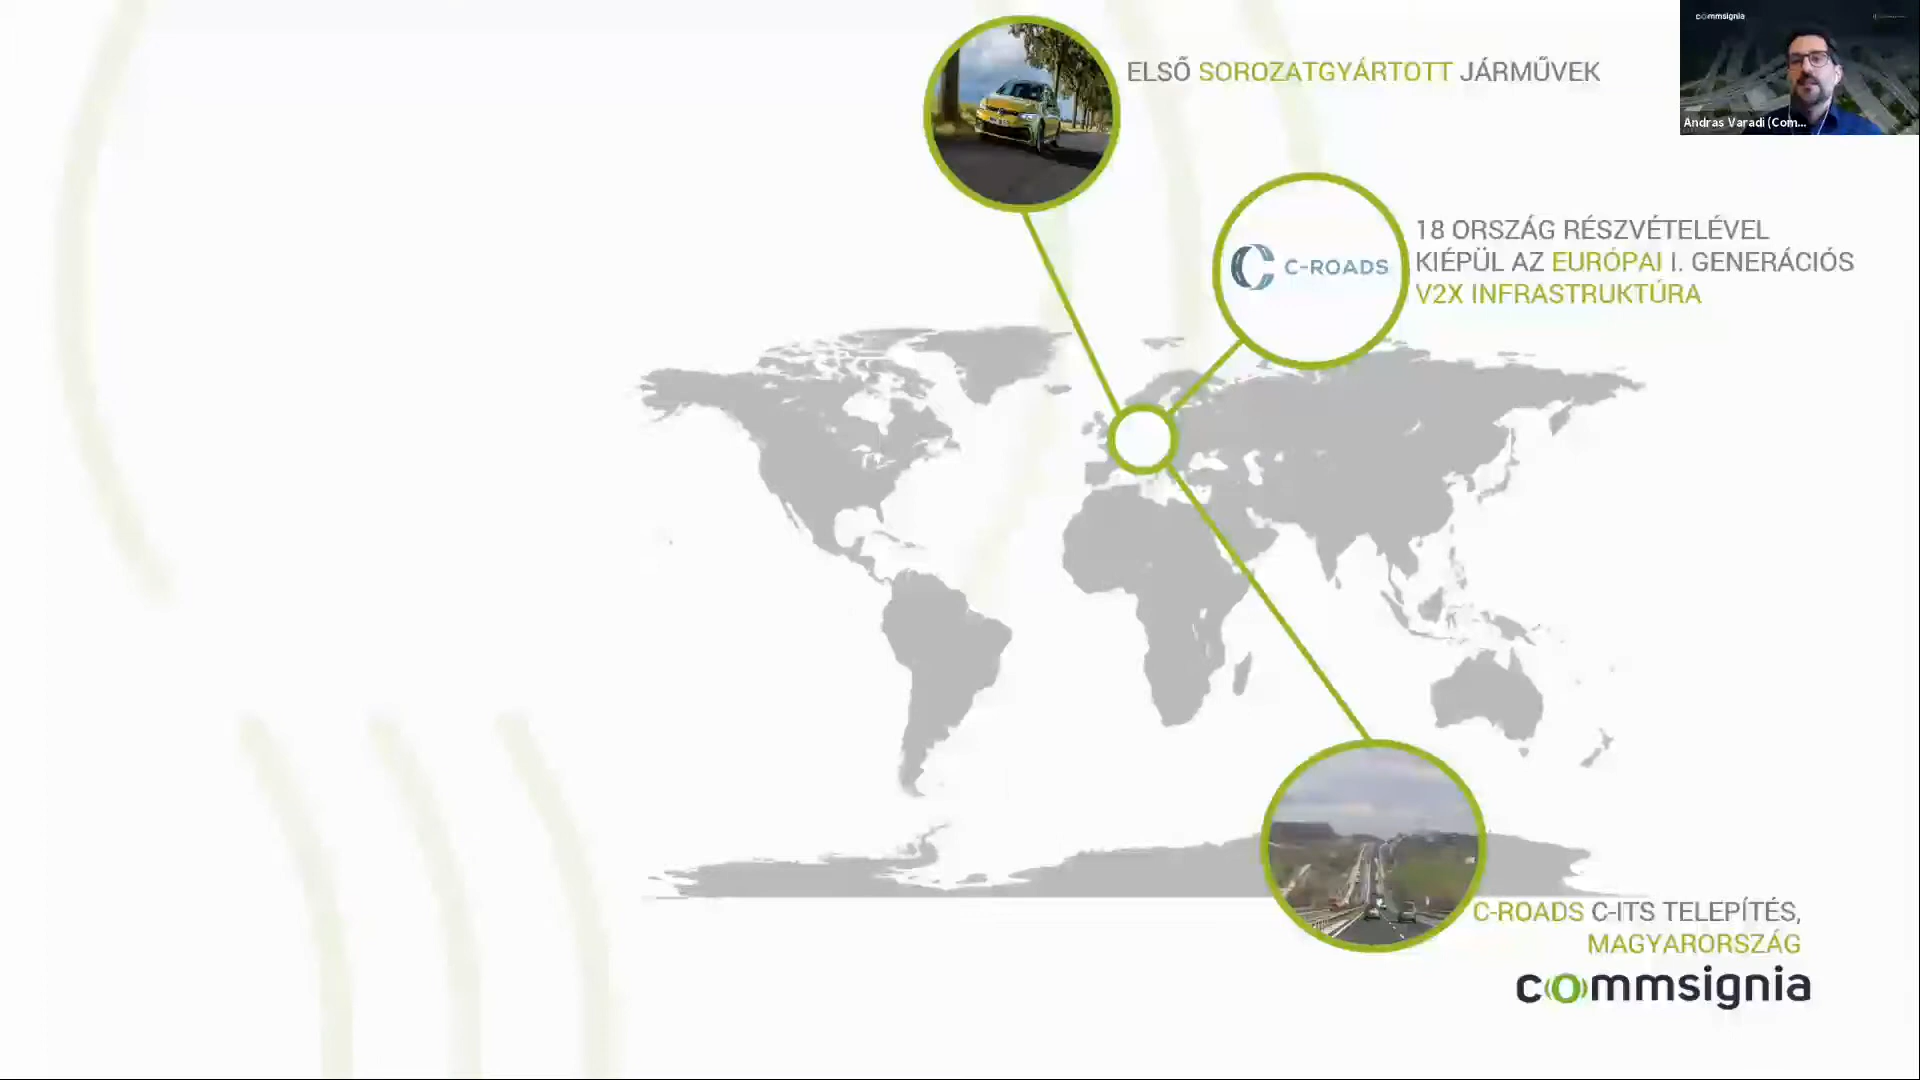 commsignia
Andras Varadi (Com...
ELSŐ SOROZATGYÁRTOTT JÁRMŰVEK
C-ROADS
18 ORSZÁG RÉSZVÉTELÉVEL
KIÉPÜL AZ EURÓPAI I. GENERÁCIÓS
V2X INFRASTRUKTÚRA
C-ROADS C-ITS TELEPÍTÉS,
MAGYARORSZÁG
commsignia